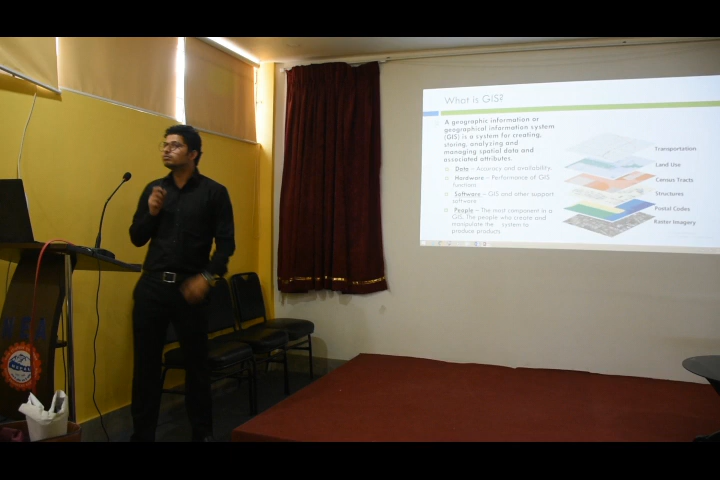 What is GIS?
A geographic information or
geographical information system
(GIS) is a system for creating,
storing, analyzing and
managing spatial data and
associated attributes.
Data – Accuracy and availability.
Hardware – Performance of GIS
functions
Software – GIS and other support
software
People – The most component in a
GIS. The people who create and
manipulate the system to
produce products
Transportation
Land Use
Census Tracts
Structures
Postal Codes
Raster Imagery